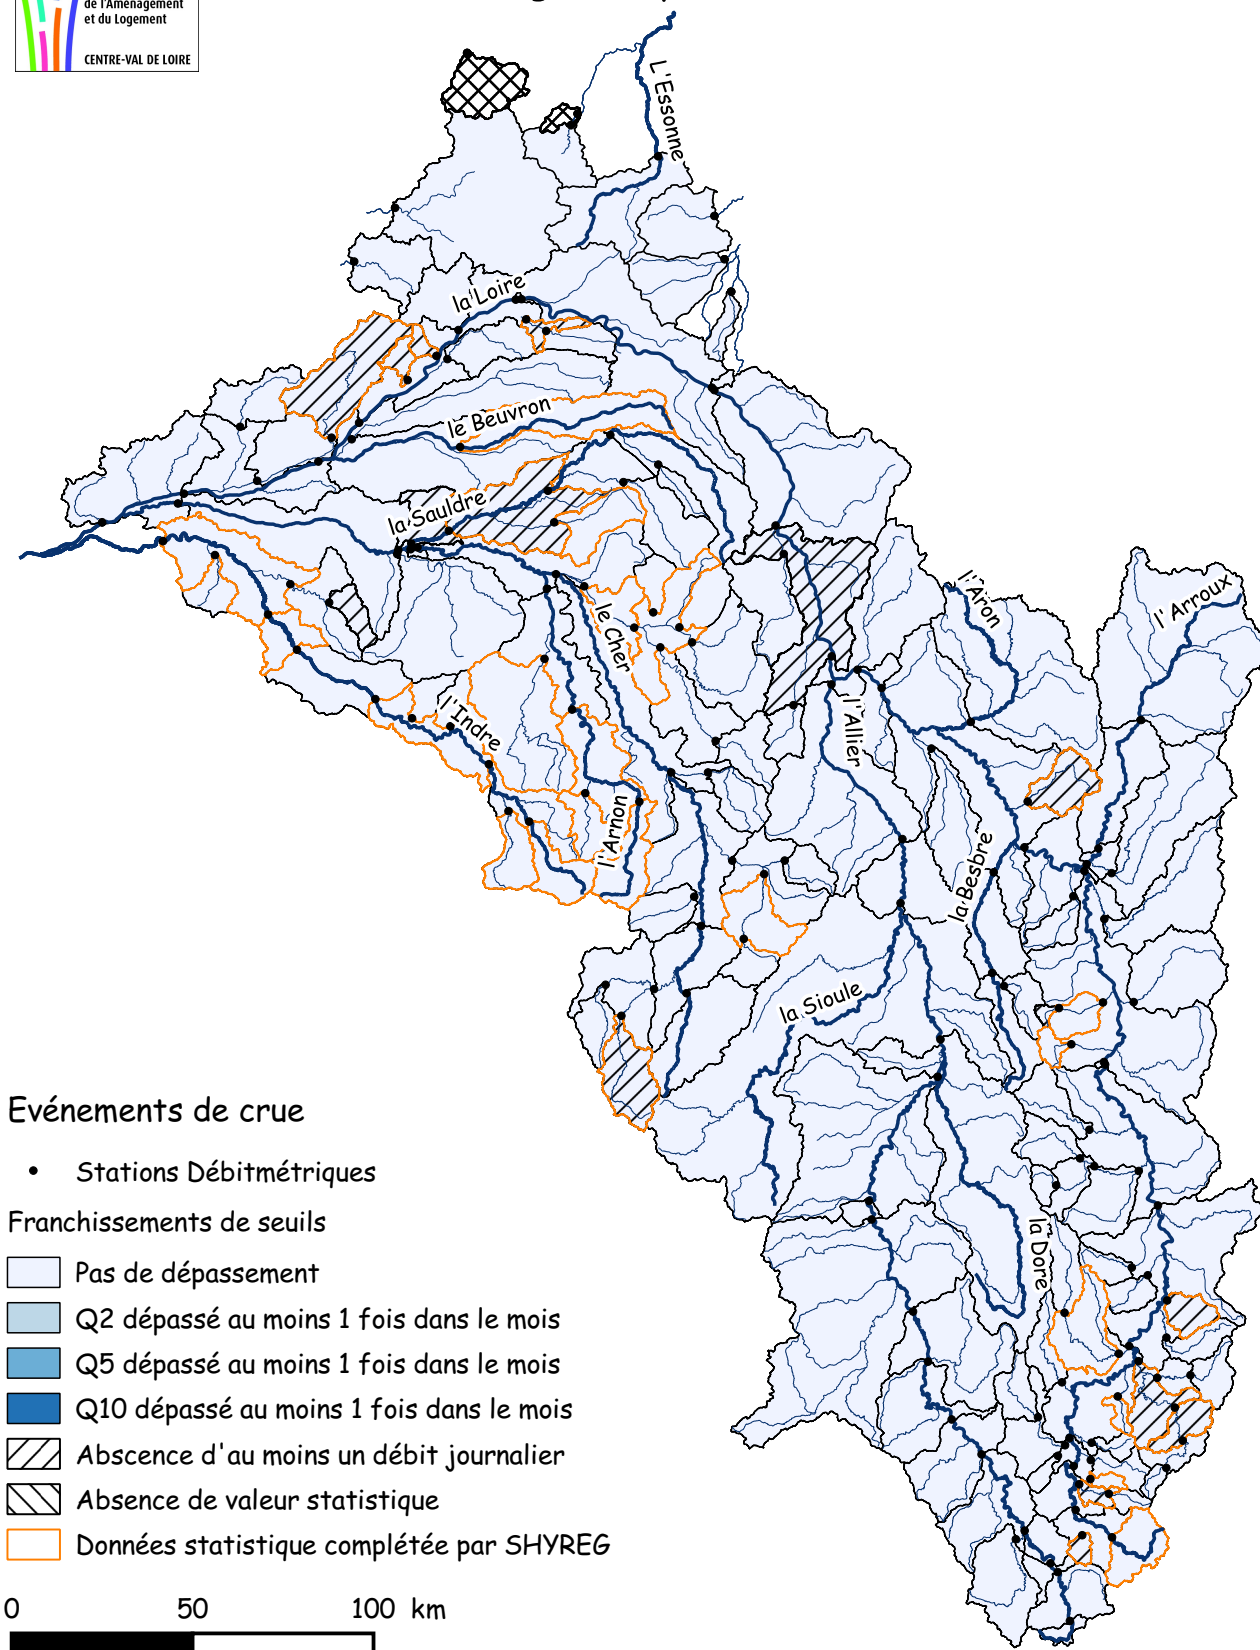 de l'Aménagement
et du Logement
CENTRE-VAL DE LOIRE
L'Essonne
la Loire
le Beuvron
la Sauldre
le Cher
l'Aron
l'Arroux
l'Indre
l'Allier
l'Arnon
la Besbre
la Sioule
la Dore
Evénements de crue
Stations Débitmétriques
Franchissements de seuils
Pas de dépassement
Q2 dépassé au moins 1 fois dans le mois
Q5 dépassé au moins 1 fois dans le mois
Q10 dépassé au moins 1 fois dans le mois
Abscence d'au moins un débit journalier
Absence de valeur statistique
Données statistique complétée par SHYREG
0 50 100 km